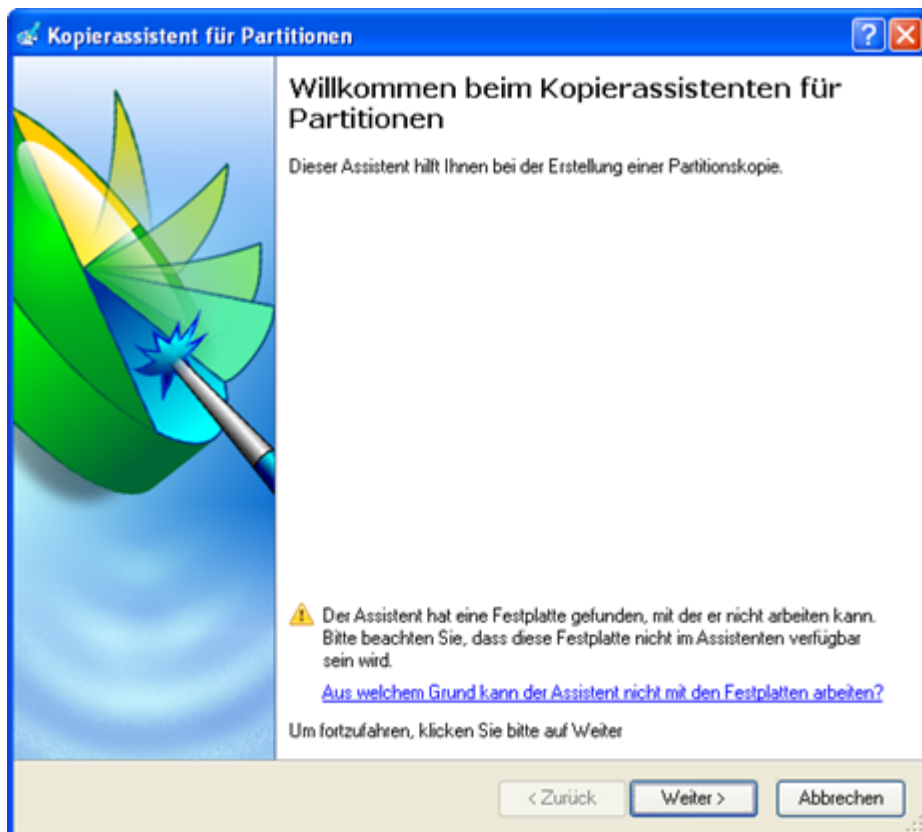 Kopierassistent für Partitionen
Willkommen beim Kopierassistenten für
Partitionen
Dieser Assistent hilft Ihnen bei der Erstellung einer Partitionskopie.
Der Assistent hat eine Festplatte gefunden, mit der er nicht arbeiten kann.
Bitte beachten Sie, dass diese Festplatte nicht im Assistenten verfügbar
sein wird.
Aus welchem Grund kann der Assistent nicht mit den Festplatten arbeiten?
Um fortzufahren, klicken Sie bitte auf Weiter
< Zurück Weiter > Abbrechen